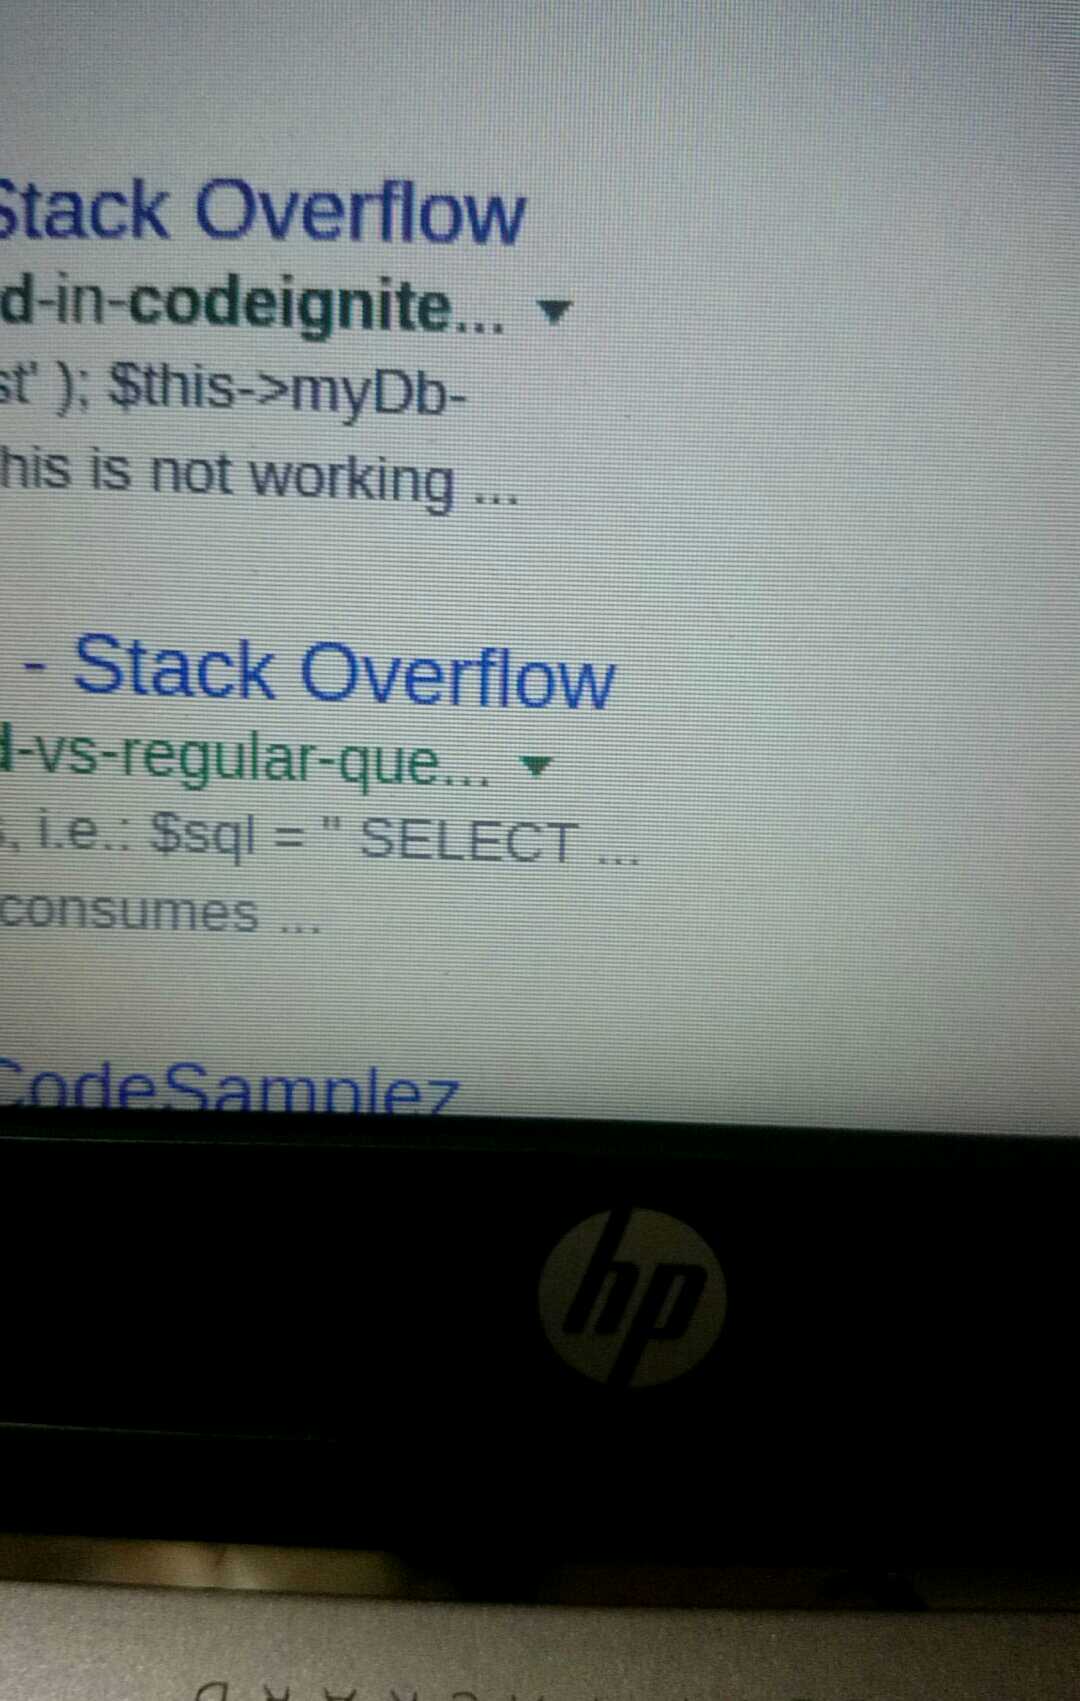 Stack Overflow
d-in-codeignite... ▼
st' ); $this->myDb-
his is not working ...
- Stack Overflow
d-vs-regular-que... ▼
s, i.e.: $sql = " SELECT ...
consumes ...
CodeSamplez
hp